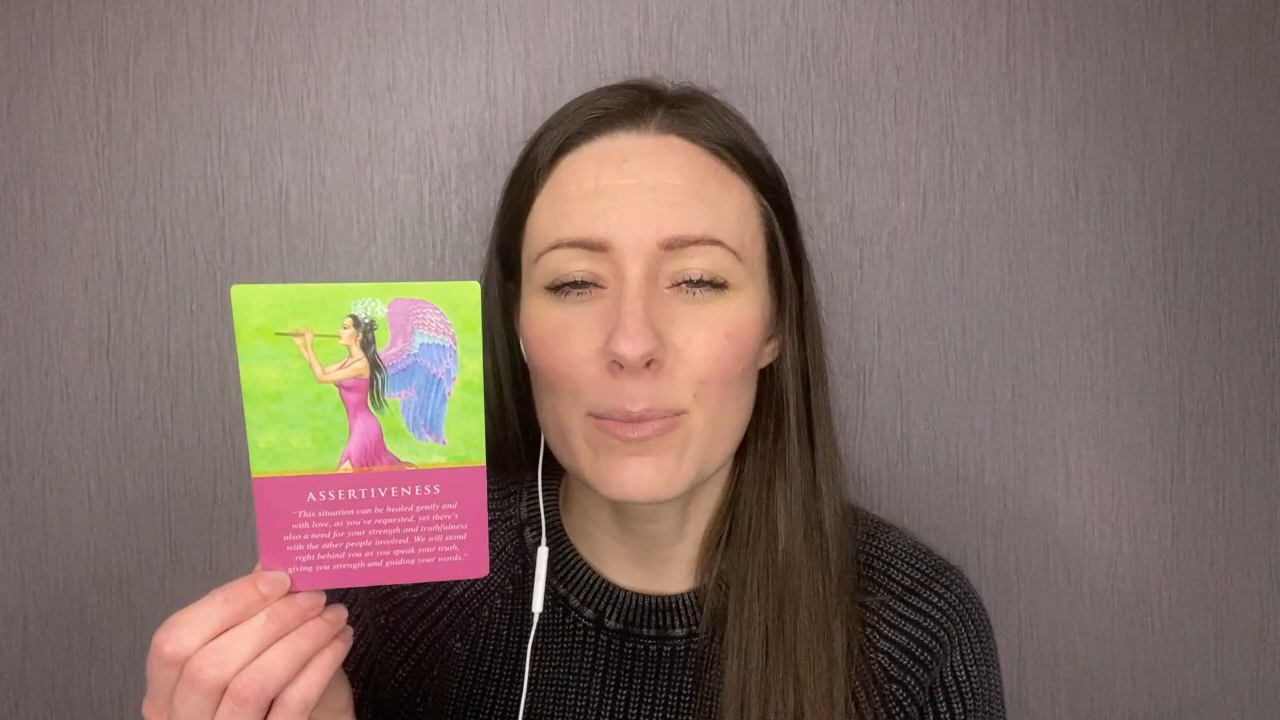 ASSERTIVENESS
"This situation can be healed gently and
with love, as you've requested, yet there's
also a need for your strength and truthfulness
with the other people involved. We will stand
right behind you as you speak your truth,
giving you strength and guiding your words."